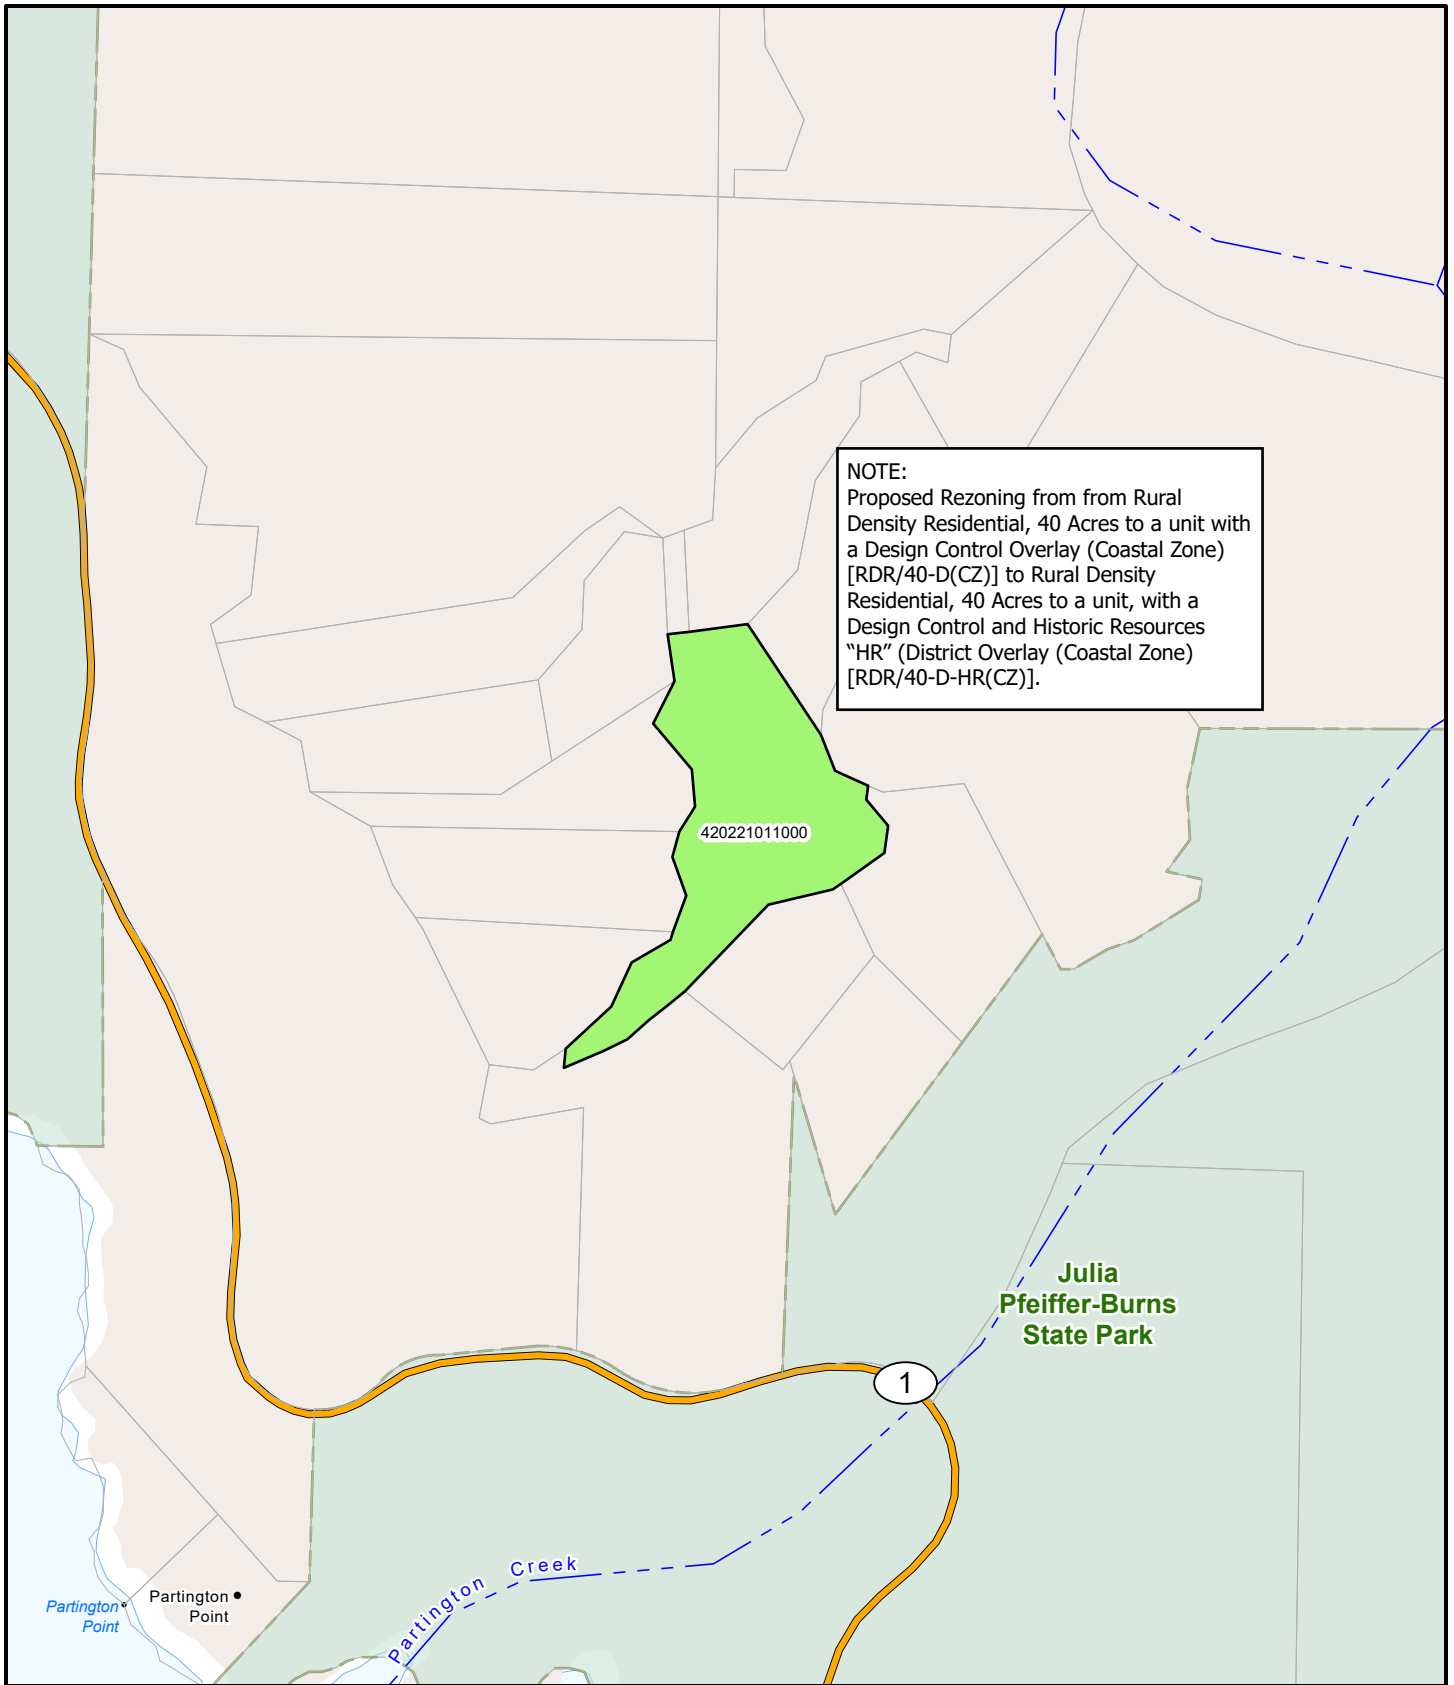 NOTE:
Proposed Rezoning from from Rural
Density Residential, 40 Acres to a unit with
a Design Control Overlay (Coastal Zone)
[RDR/40-D(CZ)] to Rural Density
Residential, 40 Acres to a unit, with a
Design Control and Historic Resources
“HR” (District Overlay (Coastal Zone)
[RDR/40-D-HR(CZ)].
420221011000
Julia
Pfeiffer-Burns
State Park
1
Partington Creek
Partington
Point
Partington
Point